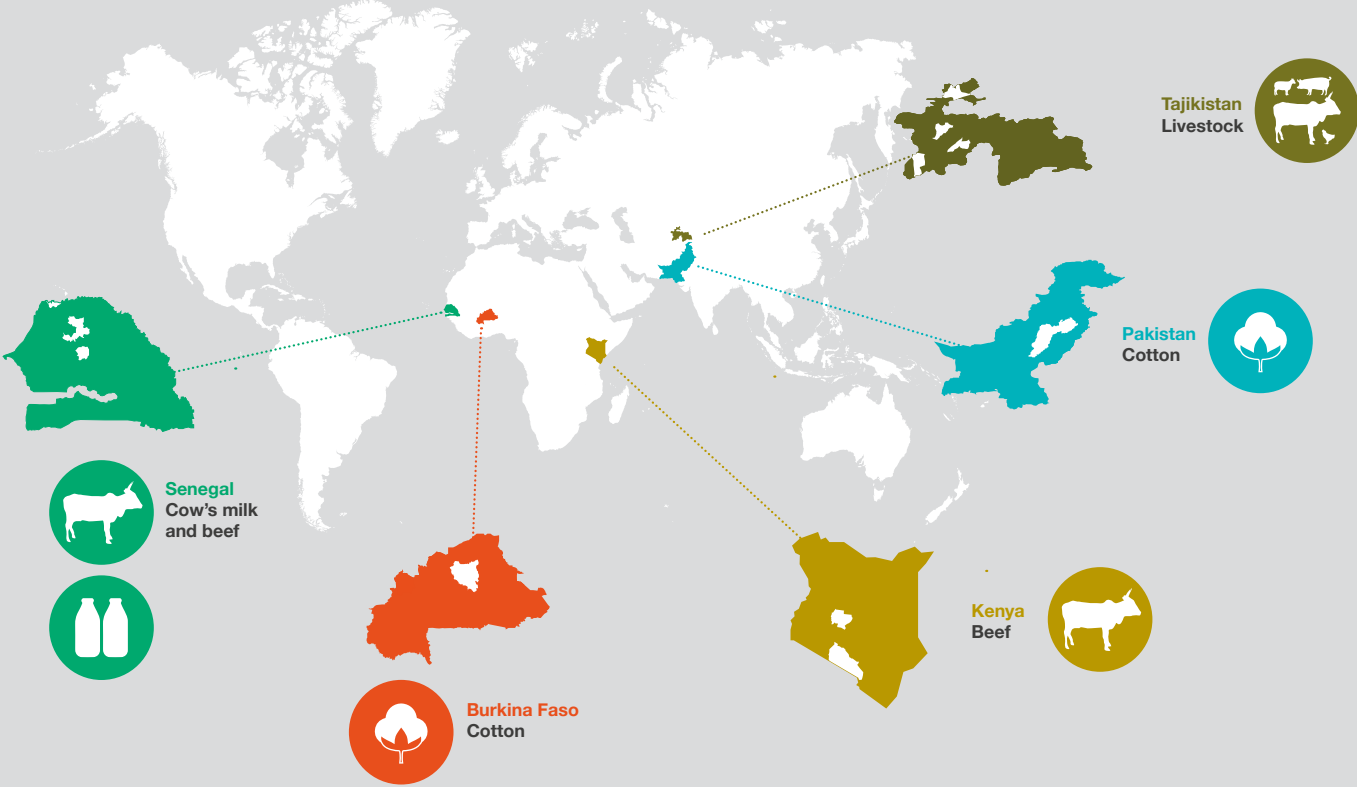 Tajikistan
Livestock
Pakistan
Cotton
Senegal
Cow's milk
and beef
Kenya
Beef
Burkina Faso
Cotton